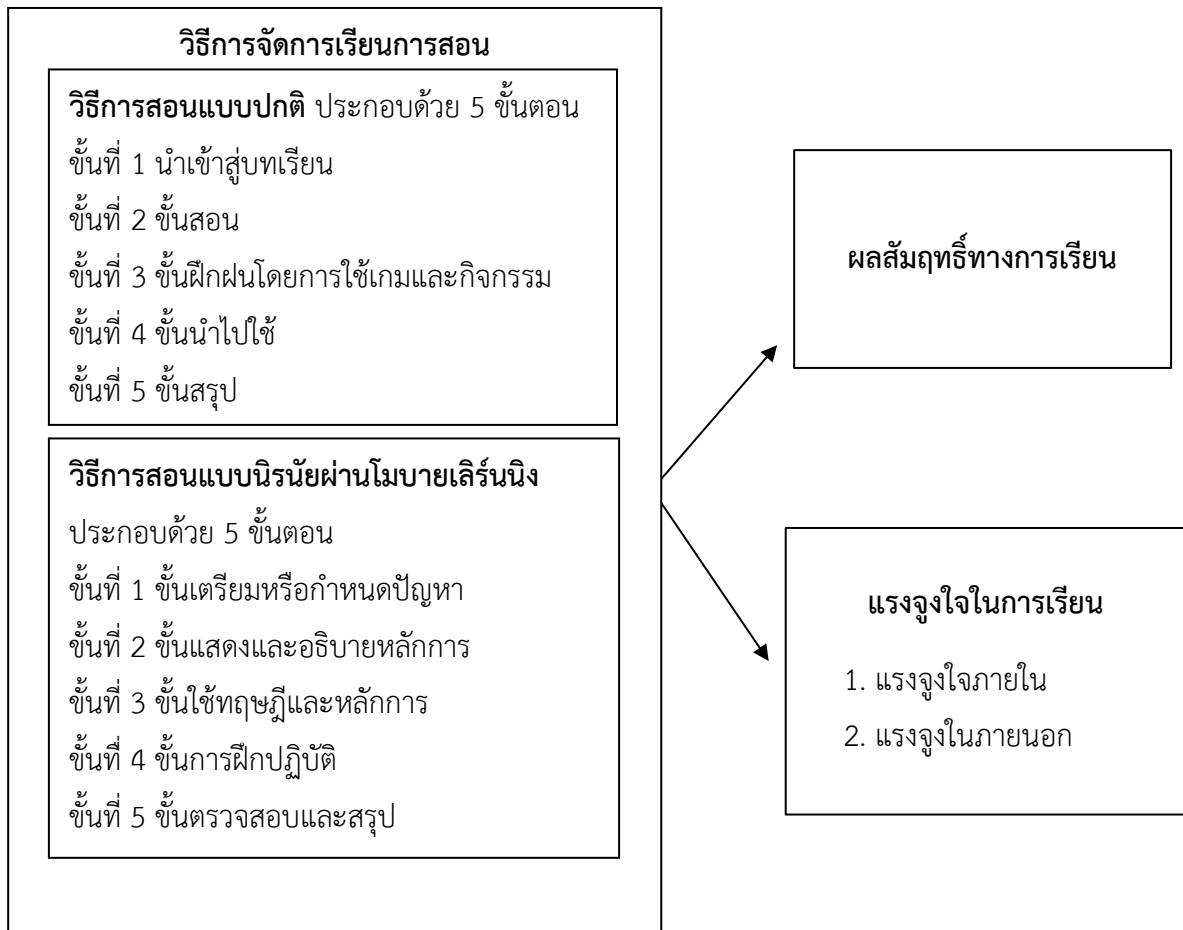 วิธีการจัดการเรียนการสอน
วิธีการสอนแบบปกติ ประกอบด้วย 5 ขั้นตอน
ขั้นที่ 1 นำเข้าสู่บทเรียน
ขั้นที่ 2 ขั้นสอน
ขั้นที่ 3 ขั้นฝึกฝนโดยการใช้เกมและกิจกรรม
ขั้นที่ 4 ขั้นนำไปใช้
ขั้นที่ 5 ขั้นสรุป
วิธีการสอนแบบนิรนัยผ่านโมบายเลิร์นนิง
ประกอบด้วย 5 ขั้นตอน
ขั้นที่ 1 ขั้นเตรียมหรือกำหนดปัญหา
ขั้นที่ 2 ขั้นแสดงและอธิบายหลักการ
ขั้นที่ 3 ขั้นใช้ทฤษฎีและหลักการ
ขั้นที่ 4 ขั้นการฝึกปฏิบัติ
ขั้นที่ 5 ขั้นตรวจสอบและสรุป
ผลสัมฤทธิ์ทางการเรียน
แรงจูงใจในการเรียน
1. แรงจูงใจภายใน
2. แรงจูงในภายนอก